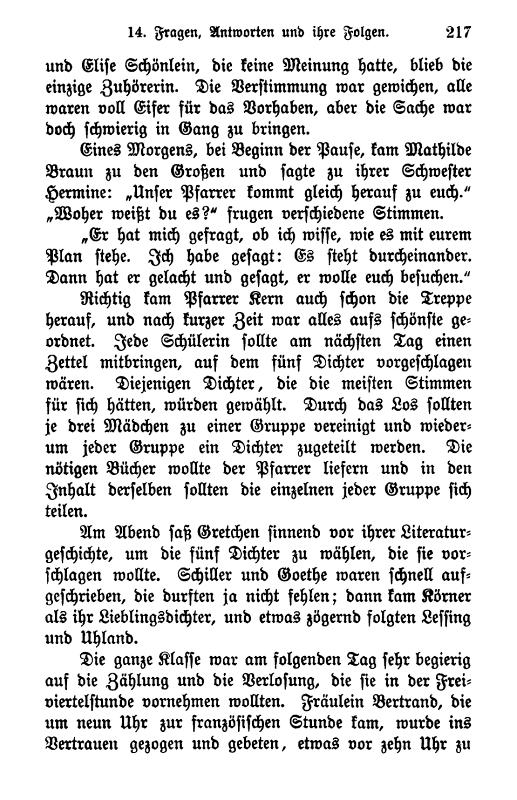 14. Fragen, Antworten und ihre Folgen. 217
und Elise Schönlein, die keine Meinung hatte, blieb die
einzige Zuhörerin. Die Verstimmung war gewichen, alle
waren voll Eifer für das Vorhaben, aber die Sache war
doch schwierig in Gang zu bringen.
Eines Morgens, bei Beginn der Pause, kam Mathilde
Braun zu den Großen und sagte zu ihrer Schwester
Hermine: „Unser Pfarrer kommt gleich herauf zu euch.“
„Woher weißt du es?“ frugen verschiedene Stimmen.
„Er hat mich gefragt, ob ich wisse, wie es mit eurem
Plan stehe. Ich habe gesagt: Es steht durcheinander.
Dann hat er gelacht und gesagt, er wolle euch besuchen.“
Richtig kam Pfarrer Kern auch schon die Treppe
herauf, und nach kurzer Zeit war alles aufs schönste ge-
ordnet. Jede Schülerin sollte am nächsten Tag einen
Zettel mitbringen, auf dem fünf Dichter vorgeschlagen
wären. Diejenigen Dichter, die die meisten Stimmen
für sich hätten, würden gewählt. Durch das Los sollten
je drei Mädchen zu einer Gruppe vereinigt und wieder-
um jeder Gruppe ein Dichter zugeteilt werden. Die
nötigen Bücher wollte der Pfarrer liefern und in den
Inhalt derselben sollten die einzelnen jeder Gruppe sich
teilen.
Am Abend saß Gretchen sinnend vor ihrer Literatur-
geschichte, um die fünf Dichter zu wählen, die sie vor-
schlagen wollte. Schiller und Goethe waren schnell auf-
geschrieben, die durften ja nicht fehlen; dann kam Körner
als ihr Lieblingsdichter, und etwas zögernd folgten Lessing
und Uhland.
Die ganze Klasse war am folgenden Tag sehr begierig
auf die Zählung und die Verlosung, die sie in der Frei-
viertelstunde vornehmen wollten. Fräulein Bertrand, die
um neun Uhr zur französischen Stunde kam, wurde ins
Vertrauen gezogen und gebeten, etwas vor zehn Uhr zu